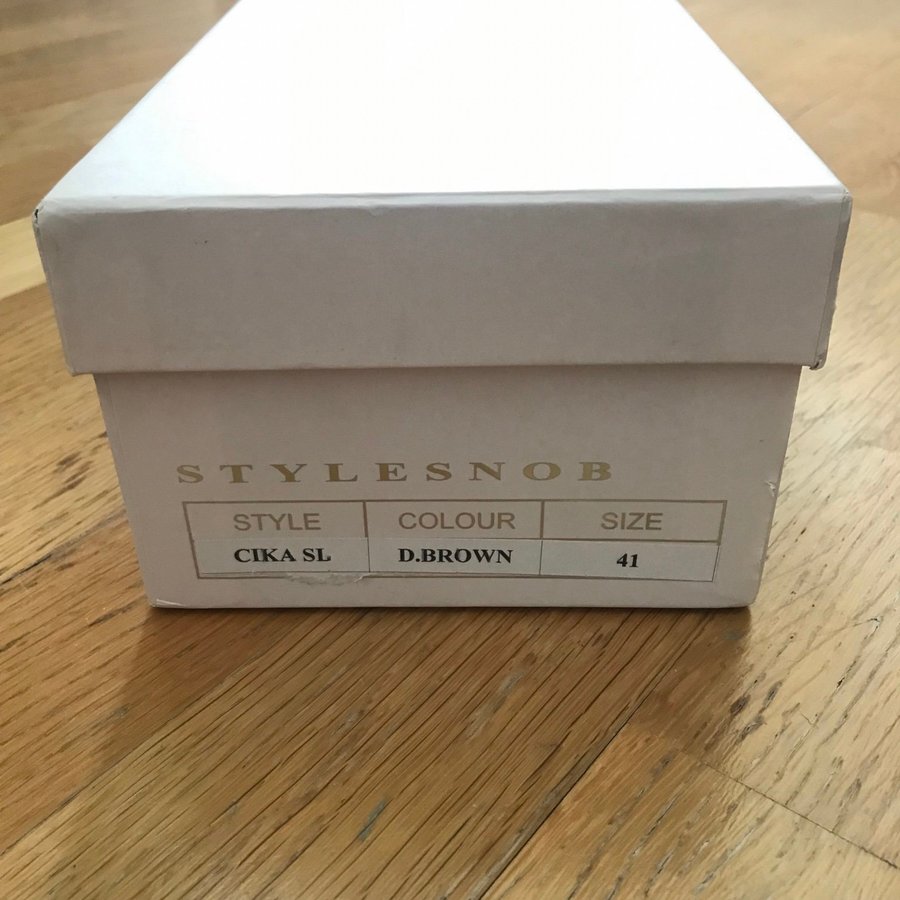 STYLESNOB
STYLE COLOUR SIZE
CIKA SL D.BROWN 41